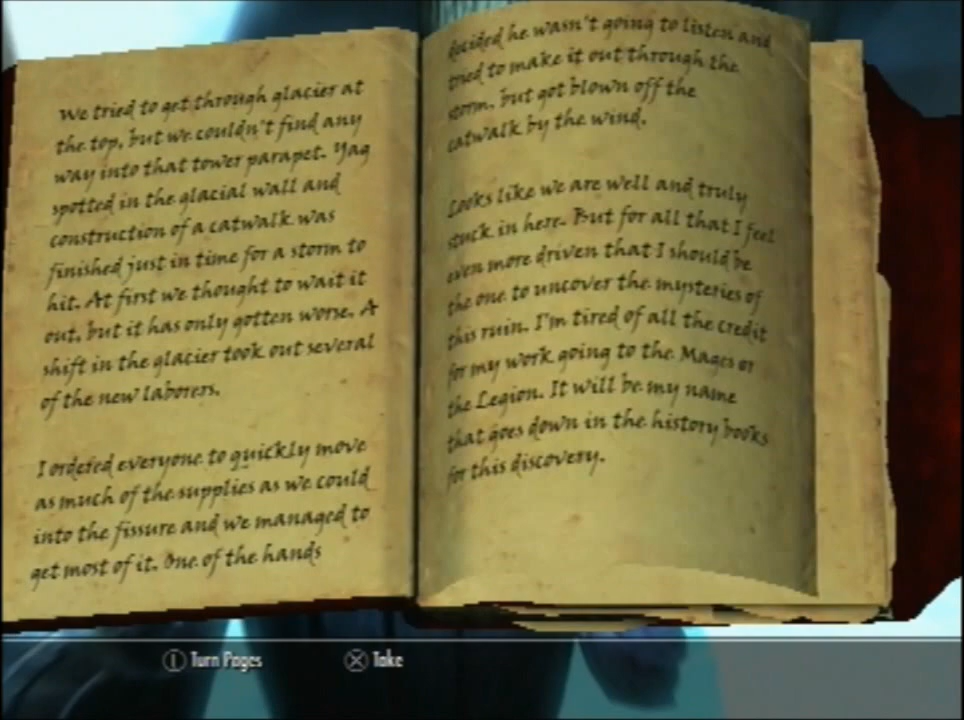 We tried to get through glacier at
the top, but we couldn't find any
way into that tower parapet. Yag
spotted in the glacial wall and
construction of a catwalk was
finished just in time for a storm to
hit. At first we thought to wait it
out, but it has only gotten worse. A
shift in the glacier took out several
of the new laborers.
I ordered everyone to quickly move
as much of the supplies as we could
into the fissure and we managed to
get most of it. One of the hands
decided he wasn't going to listen and
tried to make it out through the
storm, but got blown off the
catwalk by the wind.
Looks like we are well and truly
stuck in here. But for all that I feel
even more driven that I should be
the one to uncover the mysteries of
this ruin. I'm tired of all the credit
for my work going to the Mages or
the Legion. It will be my name
that goes down in the history books
for this discovery.
Turn Pages
X Take